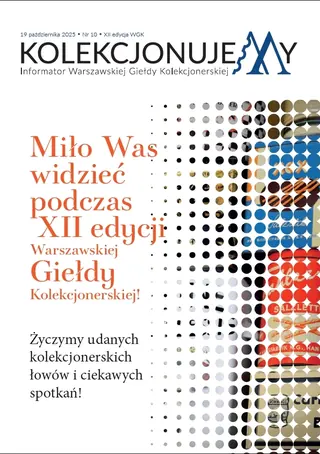 19 października 2025 • Nr 10 • XII edycja WGK
KOLEKCJONUJEMY
Informator Warszawskiej Giełdy Kolekcjonerskiej
Miło Was
widzieć
podczas
XII edycji
Warszawskiej
Giełdy
Kolekcjonerskiej!
Życzymy udanych
kolekcjonerskich
łowów i ciekawych
spotkań!